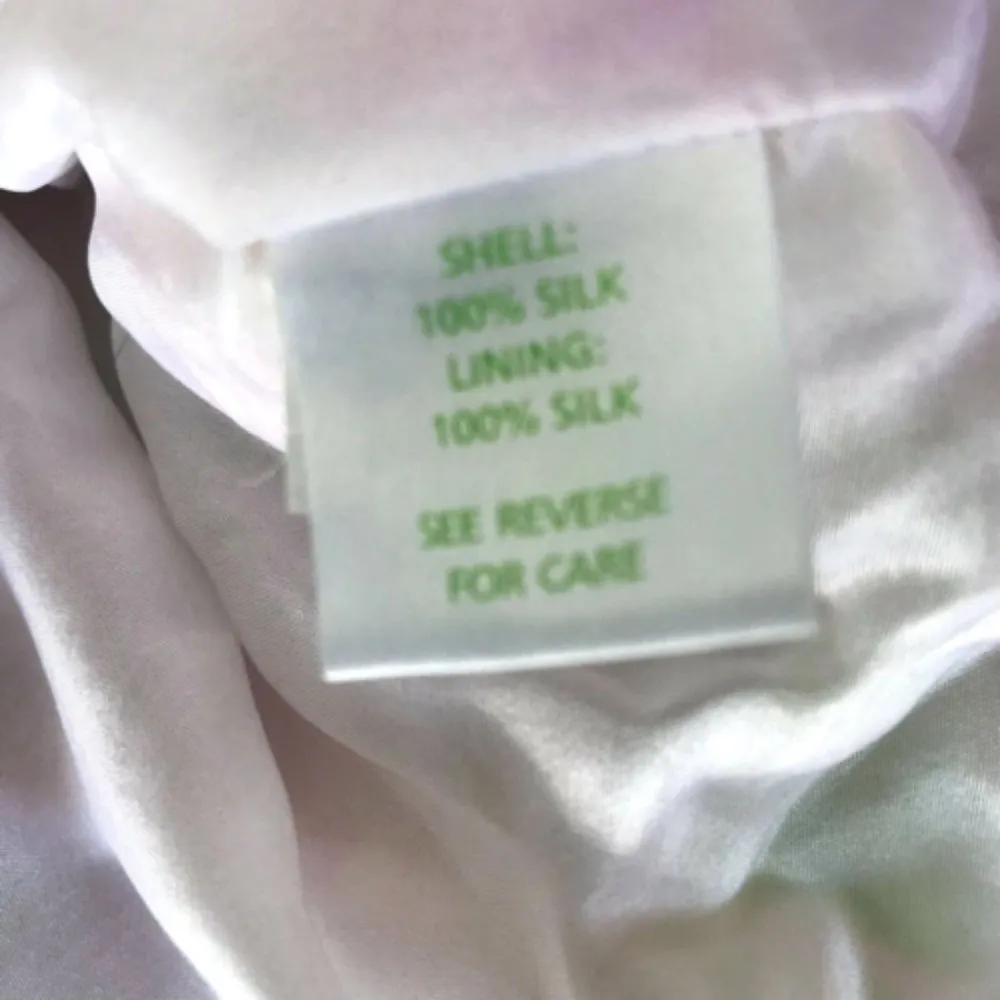 SHELL:
100% SILK
LINING:
100% SILK
SEE REVERSE
FOR CARE